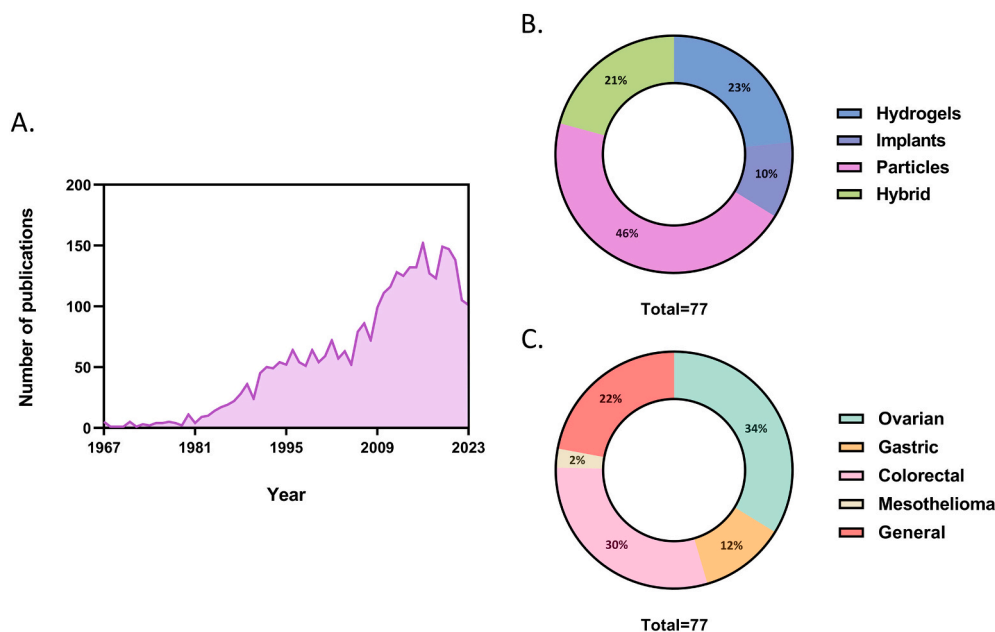 A.
Number of publications
200
150
100
50
0
1967 1981 1995 2009 2023
Year
B.
23%
10%
46%
21%
Hydrogels
Implants
Particles
Hybrid
Total=77
C.
34%
12%
30%
2%
22%
Ovarian
Gastric
Colorectal
Mesothelioma
General
Total=77